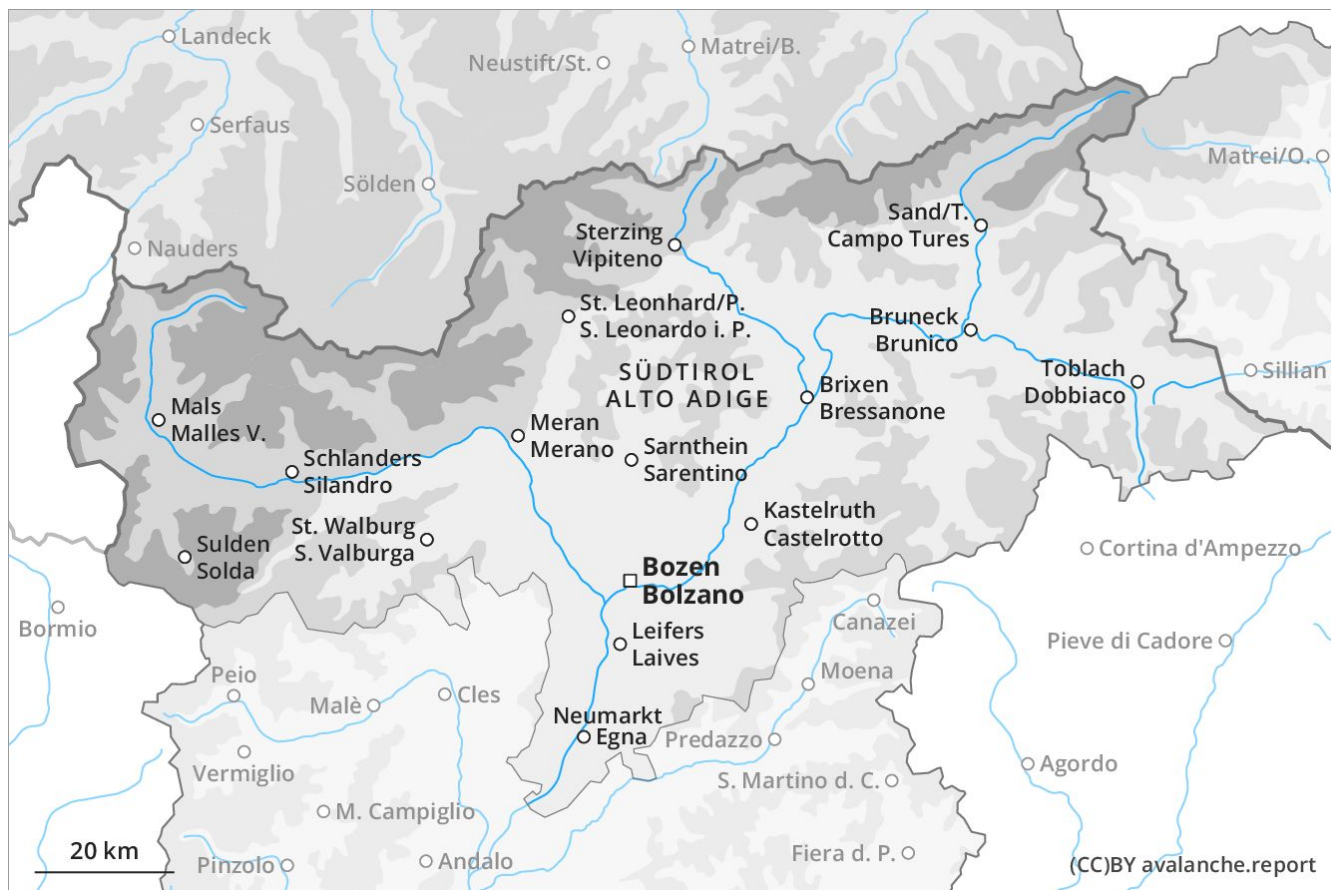 Landeck
Neustift/St.
Matrei/B.
Serfaus
Sölden
Matrei/O.
Nauders
Sterzing
Vipiteno
Sand/T.
Campo Tures
St. Leonhard/P.
S. Leonardo i. P.
SÜDTIROL
ALTO ADIGE
Bruneck
Brunico
Toblach
Dobbiaco
Sillian
Brixen
Bressanone
Mals
Malles V.
Meran
Merano
Schlanders
Silandro
Sarnthein
Sarentino
St. Walburg
S. Valburga
Kastelruth
Castelrotto
Sulden
Solda
Cortina d'Ampezzo
Bozen
Bolzano
Bormio
Canazei
Leifers
Laives
Pieve di Cadore
Peio
Malè
Cles
Moena
Neumarkt
Egna
Predazzo
Vermiglio
Agordo
S. Martino d. C.
M. Campiglio
20 km
Pinzolo
Andalo
Fiera d. P.
(CC)BY avalanche.report